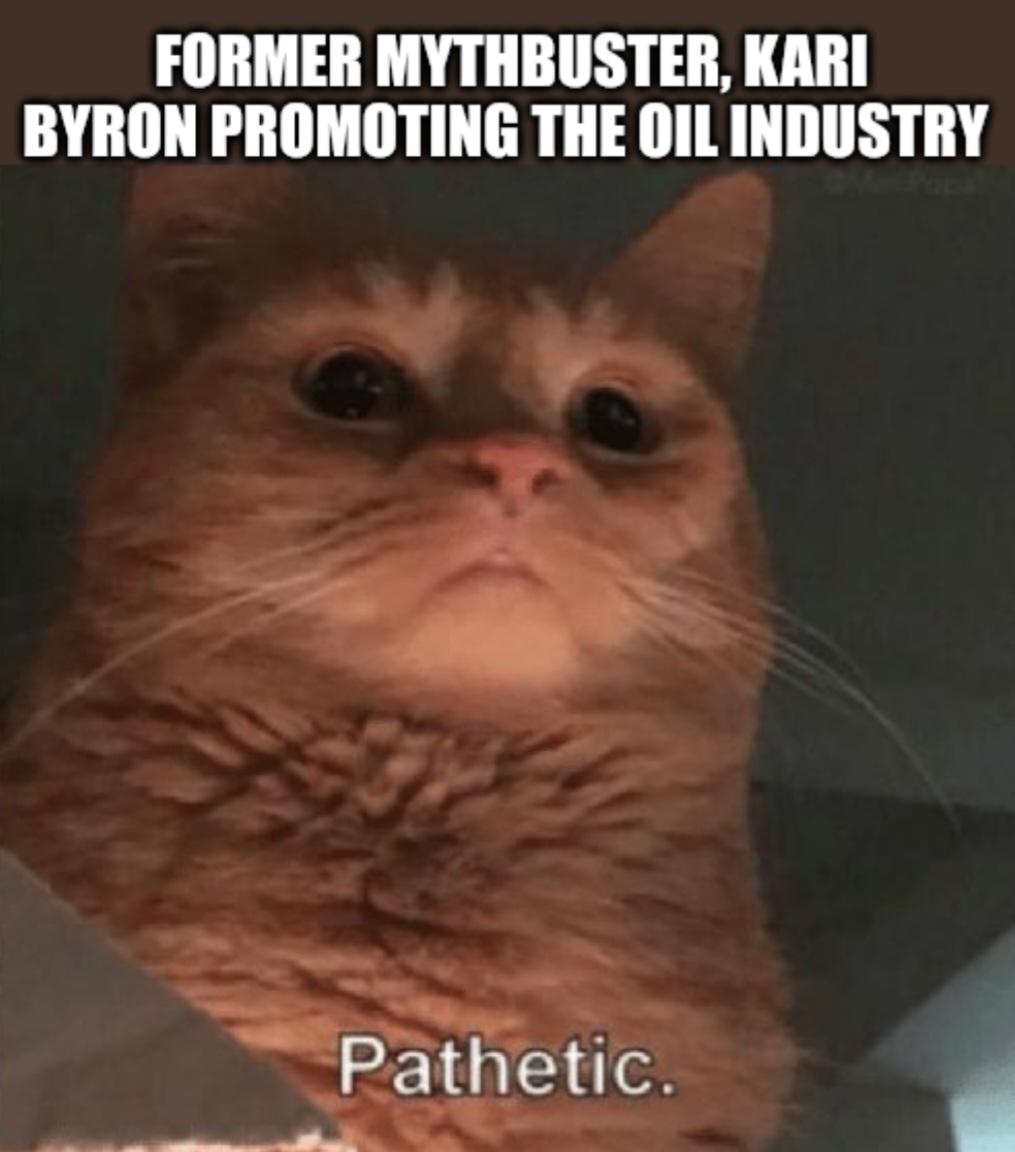 FORMER MYTHBUSTER, KARI
BYRON PROMOTING THE OIL INDUSTRY
Pathetic.